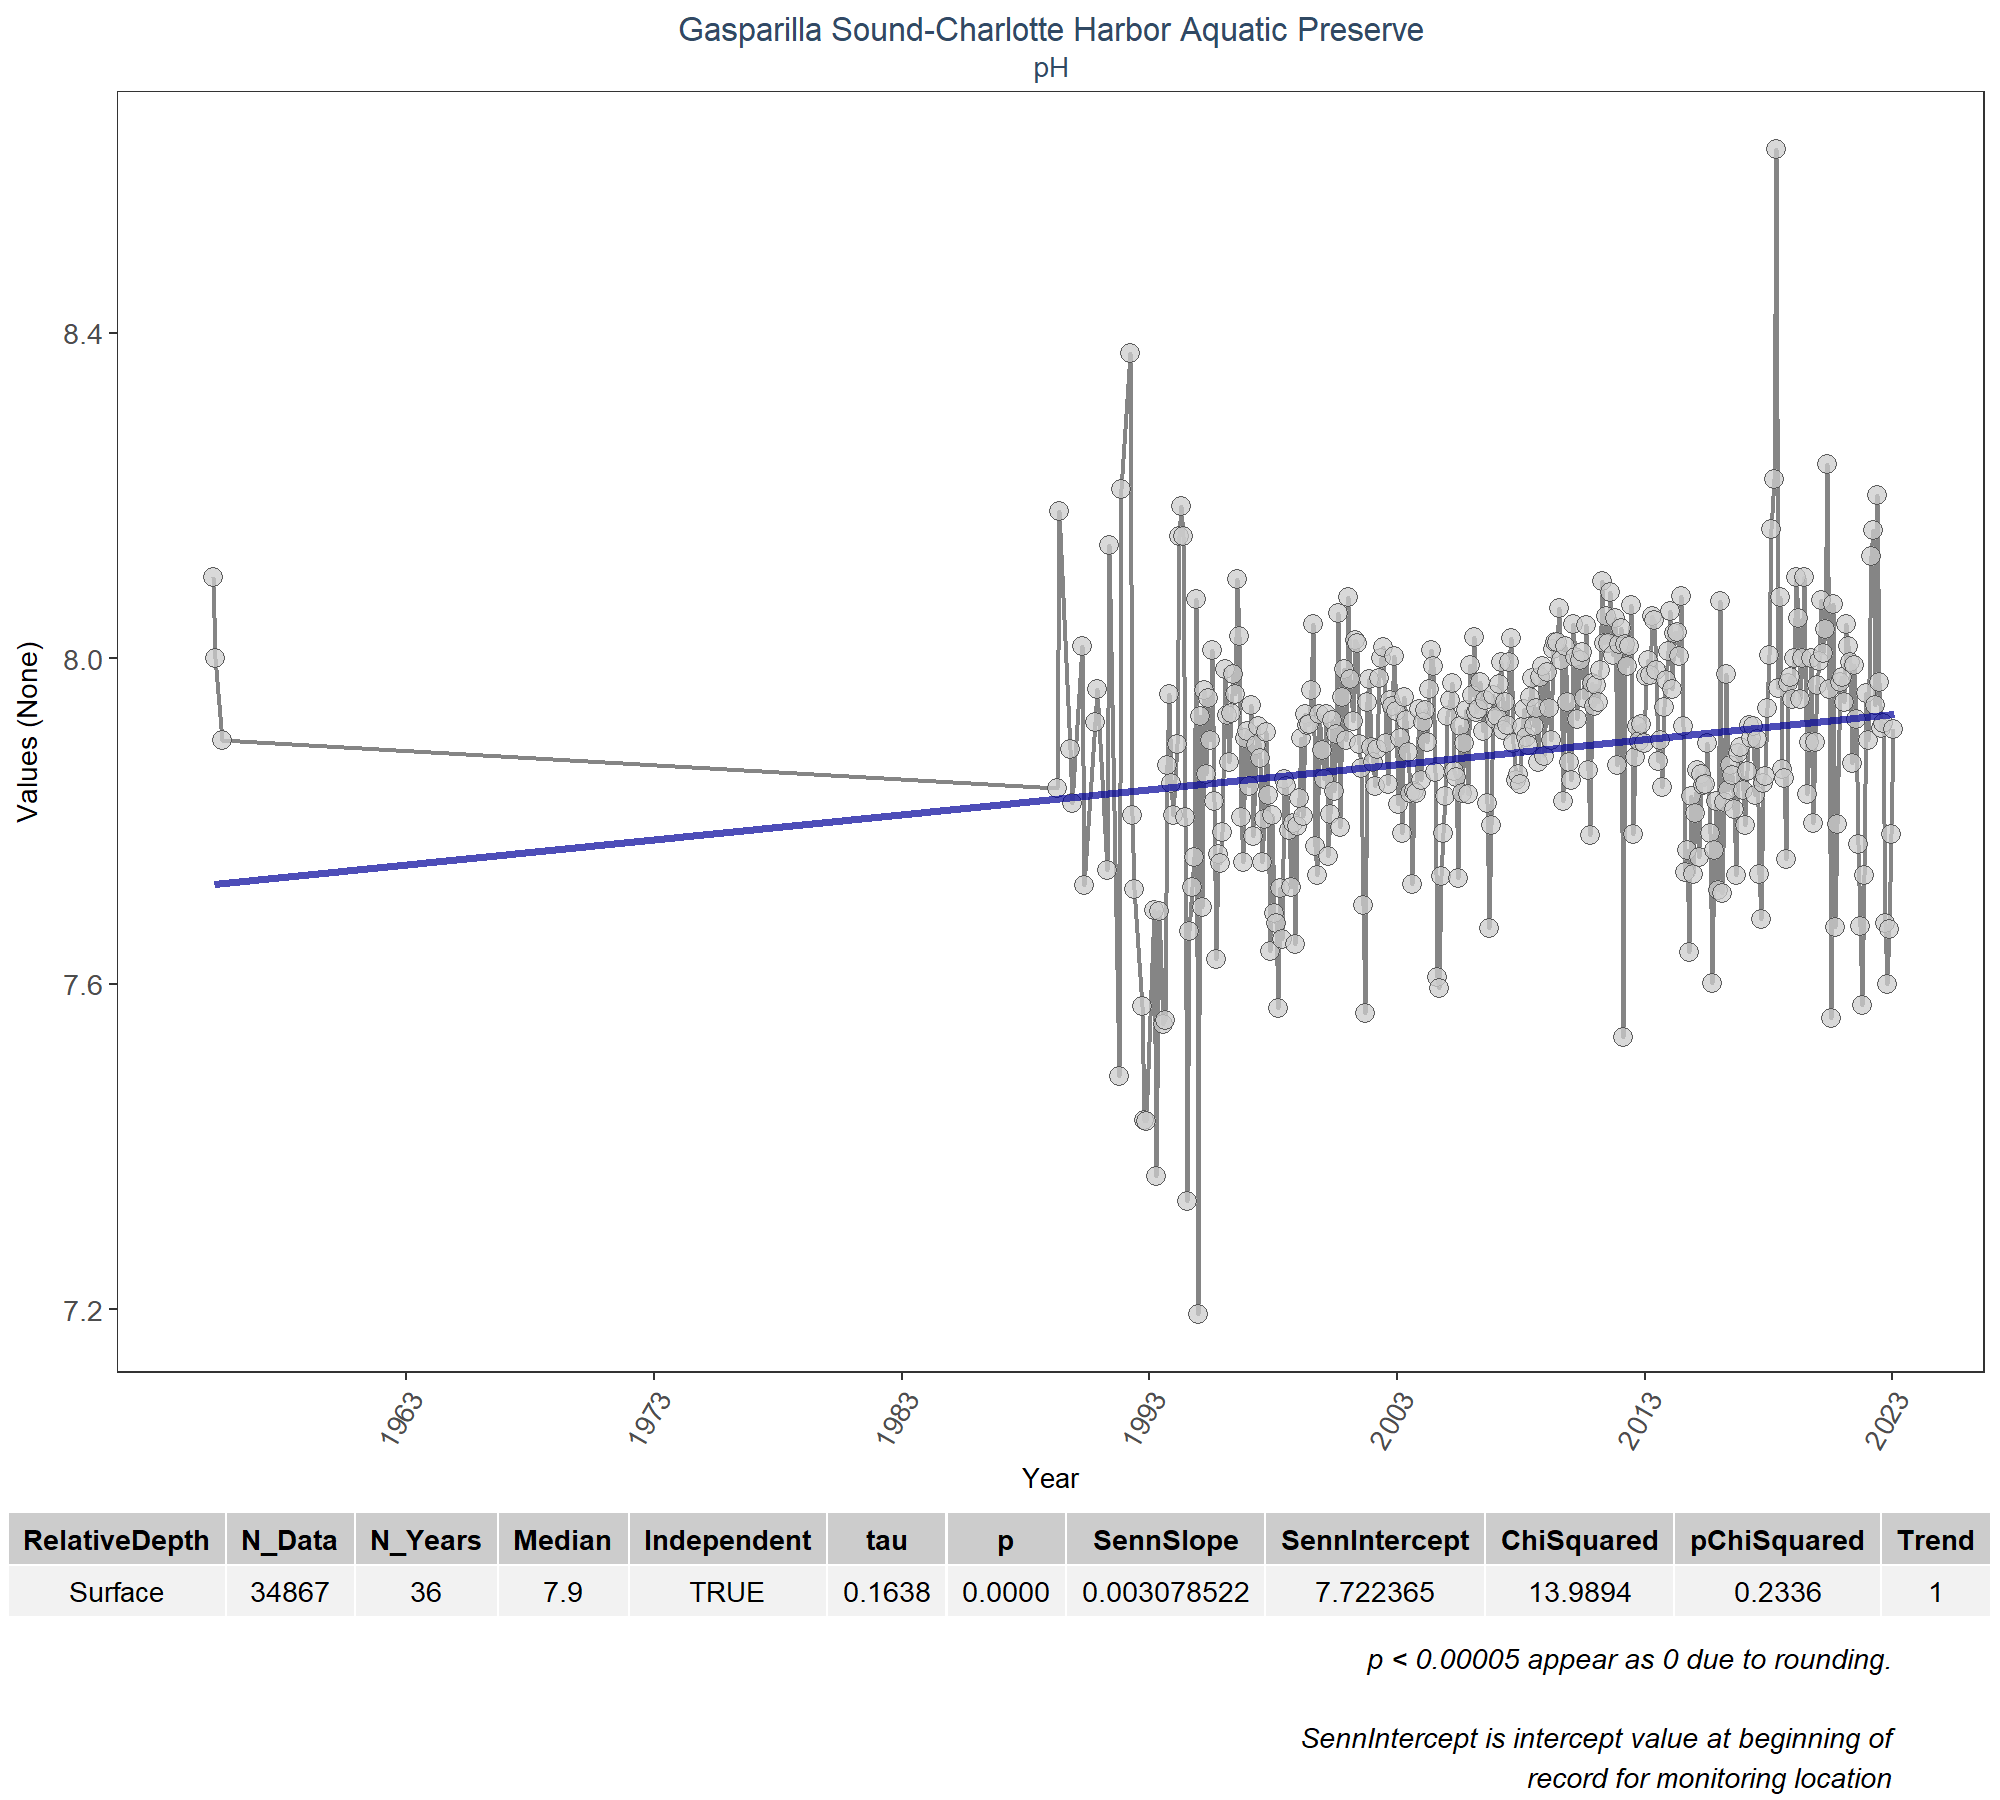 Gasparilla Sound-Charlotte Harbor Aquatic Preserve
pH
Values (None)
8.4
8.0
7.6
7.2
1963 1973 1983 1993 2003 2013 2023
Year
RelativeDepth N_Data N_Years Median Independent tau p SennSlope SennIntercept ChiSquared pChiSquared Trend
Surface 34867 36 7.9 TRUE 0.1638 0.0000 0.003078522 7.722365 13.9894 0.2336 1
p < 0.00005 appear as 0 due to rounding.
SennIntercept is intercept value at beginning of
record for monitoring location